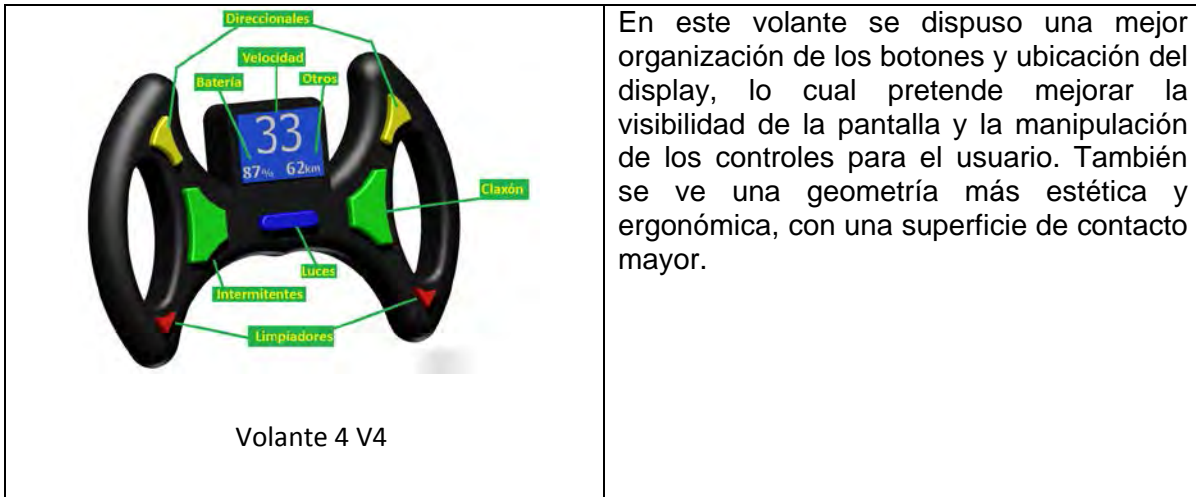 Direccionales
Velocidad
Batería
Otros
33
87% 62km
Claxón
Luces
Intermitentes
Limpiadores
Volante 4 V4
En este volante se dispuso una mejor
organización de los botones y ubicación del
display, lo cual pretende mejorar la
visibilidad de la pantalla y la manipulación
de los controles para el usuario. También
se ve una geometría más estética y
ergonómica, con una superficie de contacto
mayor.